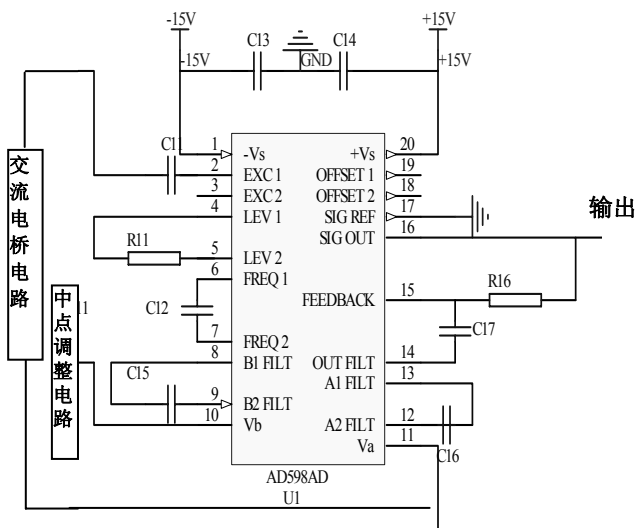 -15V
+15V
C13
C14
-15V
GND
+15V
C11
1
-Vs
+Vs
20
2
EXC 1
OFFSET 1
19
3
EXC 2
OFFSET 2
18
4
LEV 1
SIG REF
17
SIG OUT
16
输出
交流电桥电路
R11
5
LEV 2
6
FREQ 1
中点调整电路
C12
FEEDBACK
15
R16
C17
7
FREQ 2
8
B1 FILT
OUT FILT
14
A1 FILT
13
C15
9
B2 FILT
A2 FILT
12
10
Vb
Va
11
C16
AD598AD
U1